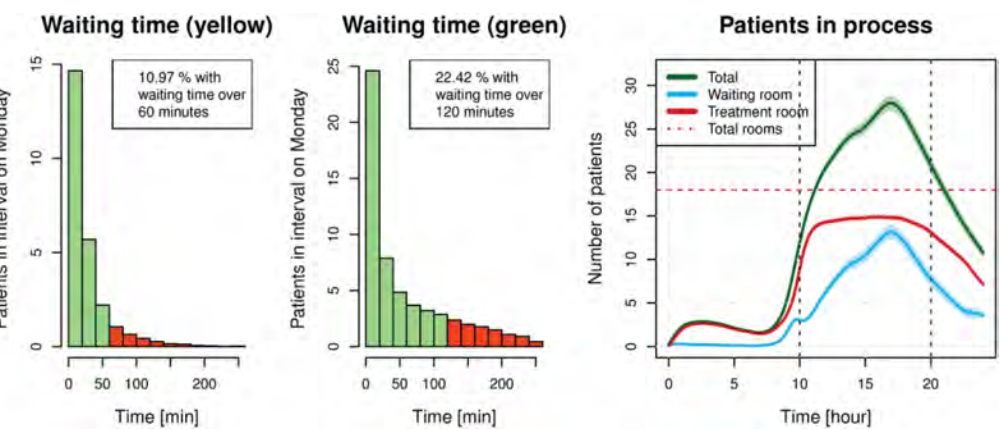 Waiting time (yellow)
Patients in interval on Monday
15
10
5
0
10.97 % with
waiting time over
60 minutes
0 50 100 200
Time [min]
Waiting time (green)
Patients in interval on Monday
25
20
15
10
5
0
22.42 % with
waiting time over
120 minutes
0 50 100 200
Time [min]
Patients in process
Number of patients
30
25
20
15
10
5
0
Total
Waiting room
Treatment room
Total rooms
0 5 10 15 20
Time [hour]